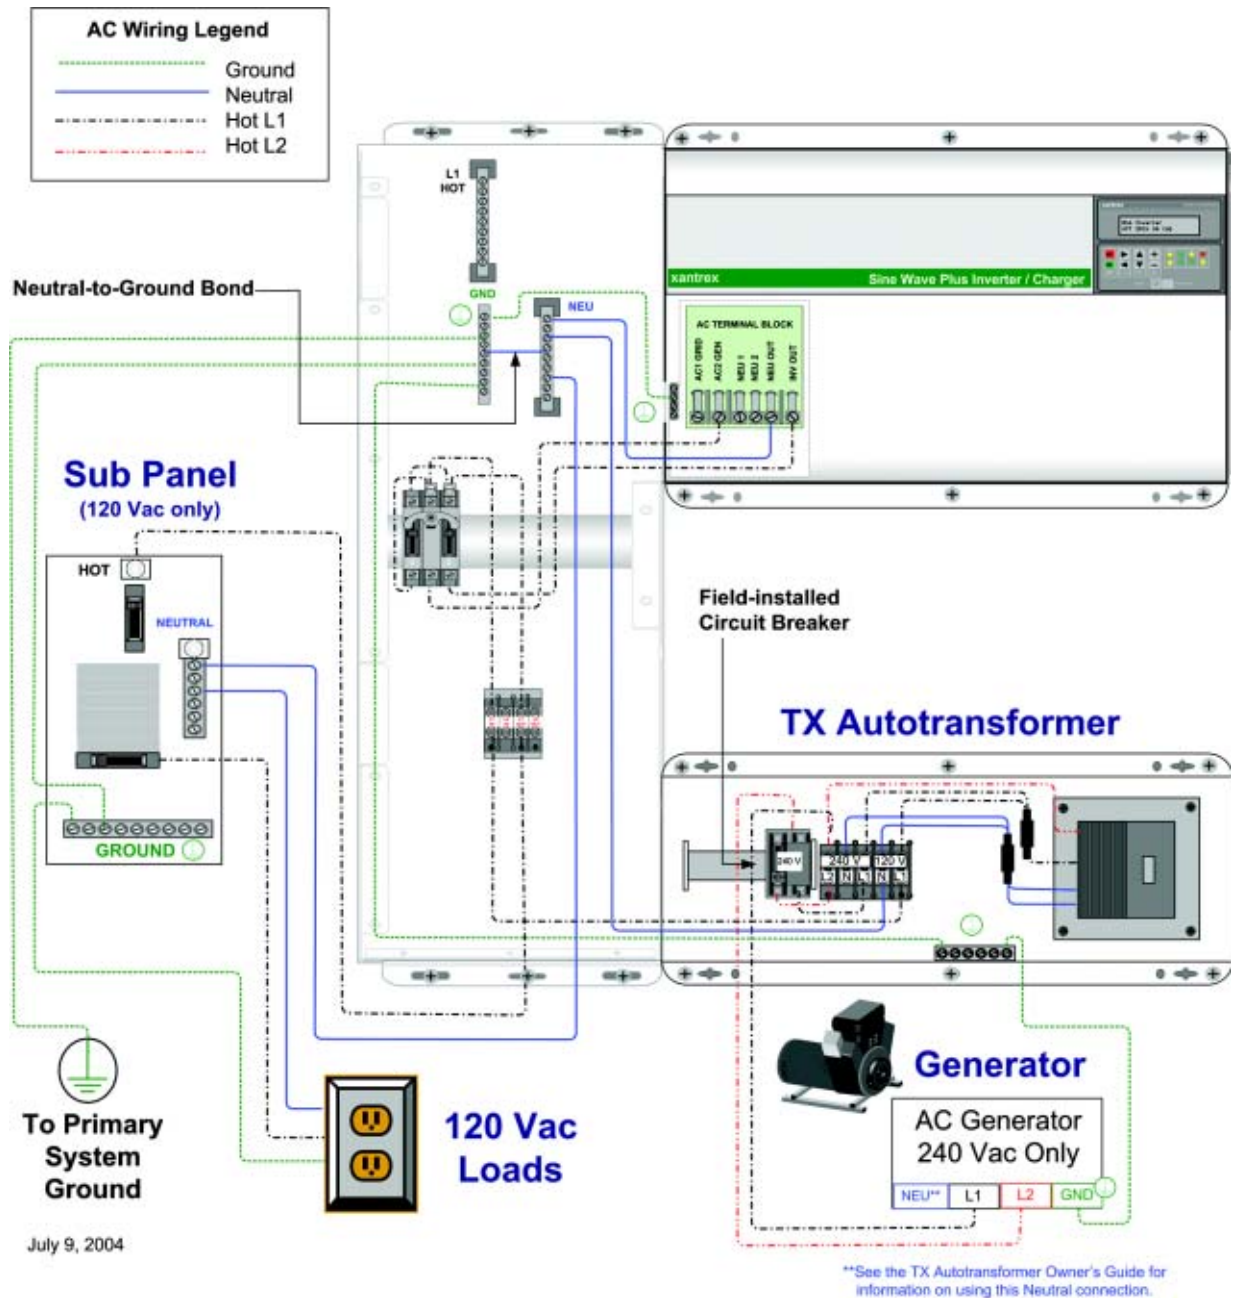 AC Wiring Legend
Ground
Neutral
Hot L1
Hot L2
L1
HOT
Neutral-to-Ground Bond
GND
NEU
xantrex
Sine Wave Plus Inverter / Charger
AC TERMINAL BLOCK
AC1 GRID
AC2 GEN
NEU 1
NEU 2
NEU OUT
INV OUT
Sub Panel
(120 Vac only)
HOT
NEUTRAL
GROUND
Field-installed
Circuit Breaker
TX Autotransformer
240 V
240 V
120 V
L2
N
L1
N
L1
Generator
AC Generator
240 Vac Only
NEU**
L1
L2
GND
To Primary
System
Ground
120 Vac
Loads
July 9, 2004
**See the TX Autotransformer Owner's Guide for
information on using this Neutral connection.